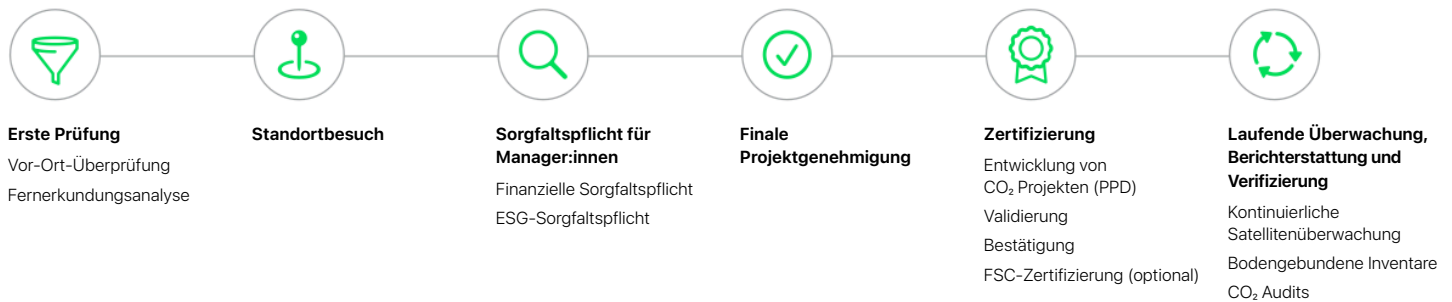 Erste Prüfung
Vor-Ort-Überprüfung
Fernerkundungsanalyse
Standortbesuch
Sorgfaltspflicht für
Manager:innen
Finanzielle Sorgfaltspflicht
ESG-Sorgfaltspflicht
Finale
Projektgenehmigung
Zertifizierung
Entwicklung von
CO₂ Projekten (PPD)
Validierung
Bestätigung
FSC-Zertifizierung (optional)
Laufende Überwachung,
Berichterstattung und
Verifizierung
Kontinuierliche
Satellitenüberwachung
Bodengebundene Inventare
CO₂ Audits